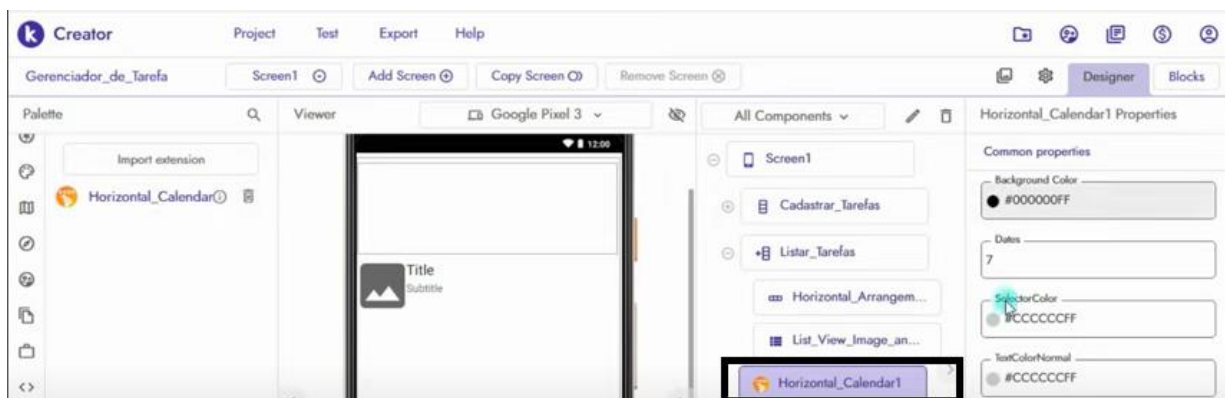 Creator Project Test Export Help
Gerenciador_de_Tarefa Screen1 Add Screen Copy Screen Remove Screen Designer Blocks
Palette Viewer Google Pixel 3 All Components Horizontal_Calendar1 Properties
12:00
Import extension Screen1 Common properties
Background Color
Horizontal_Calendar Cadastrar_Tarefas #000000FF
Dates
Listar_Tarefas 7
Title
Subtitle
Horizontal_Arrangem... SelectorColor
#CCCCCCFF
List_View_Image_an...
TextColorNormal
Horizontal_Calendar1 #CCCCCCFF